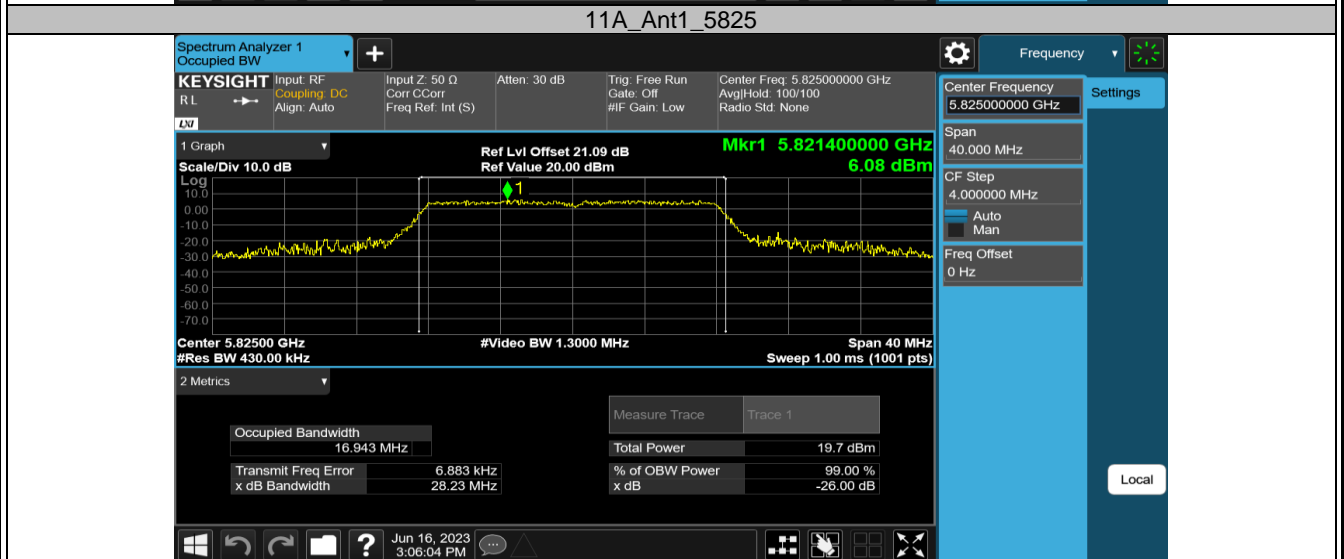 11A_Ant1_5825
Spectrum Analyzer 1
Occupied BW
+
Frequency
KEYSIGHT
RL
LXI
Input: RF
Coupling: DC
Align: Auto
Input Z: 50 Ω
Corr CCorr
Freq Ref: Int (S)
Atten: 30 dB
Trig: Free Run
Gate: Off
#IF Gain: Low
Center Freq: 5.825000000 GHz
Avg|Hold: 100/100
Radio Std: None
Center Frequency
5.825000000 GHz
Settings
Span
40.000 MHz
CF Step
4.000000 MHz
Auto
Man
Freq Offset
0 Hz
1 Graph
Scale/Div 10.0 dB
Ref Lvl Offset 21.09 dB
Ref Value 20.00 dBm
Mkr1 5.821400000 GHz
6.08 dBm
Log
10.0
0.00
-10.0
-20.0
-30.0
-40.0
-50.0
-60.0
-70.0
1
Center 5.82500 GHz
#Video BW 1.3000 MHz
Span 40 MHz
#Res BW 430.00 kHz
Sweep 1.00 ms (1001 pts)
2 Metrics
Measure Trace
Trace 1
Occupied Bandwidth
16.943 MHz
Total Power
19.7 dBm
Transmit Freq Error
6.883 kHz
% of OBW Power
99.00 %
x dB Bandwidth
28.23 MHz
x dB
-26.00 dB
Local
?
Jun 16, 2023
3:06:04 PM